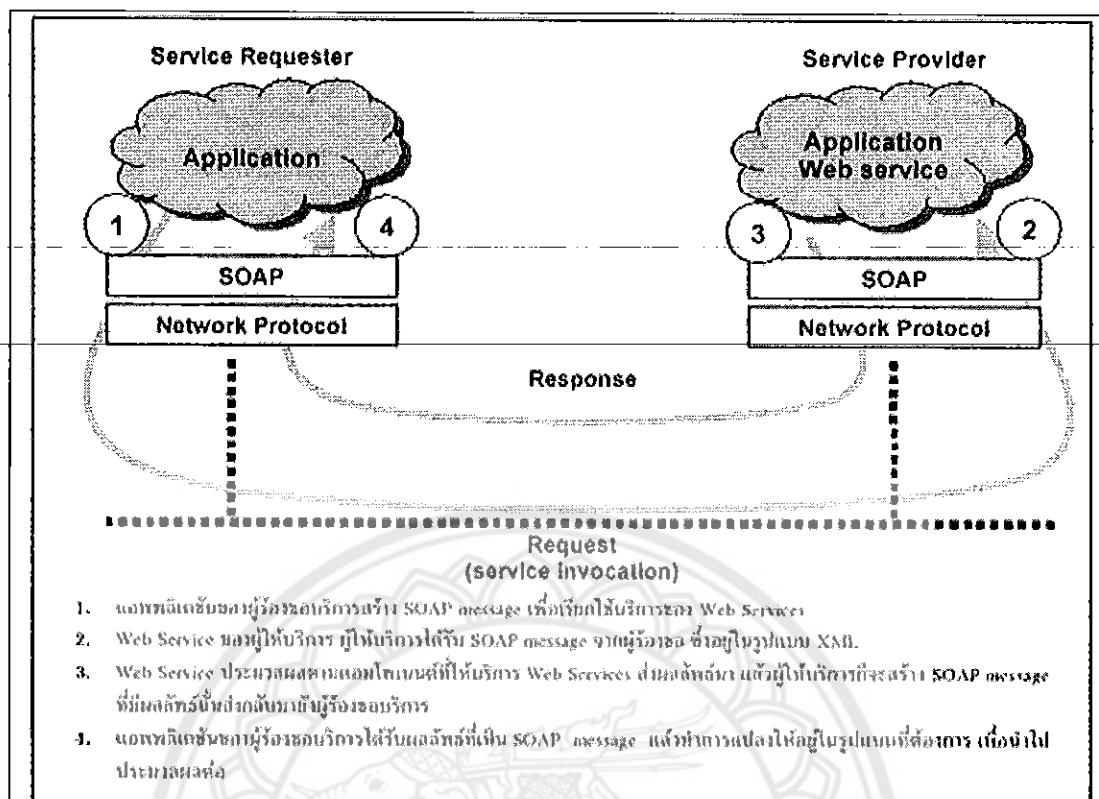 Service Requester
Service Provider
Application
Application
Web service
1
4
3
2
SOAP
SOAP
Network Protocol
Network Protocol
Response
Request
(service invocation)
1. แอพพลิเคชันของผู้ร้องขอบริการสร้าง SOAP message เพื่อเรียกใช้บริการของ Web Services
2. Web Service ของผู้ให้บริการ ผู้ให้บริการได้รับ SOAP message จากผู้ร้องขอ ซึ่งอยู่ในรูปแบบ XML
3. Web Service ประมวลผลตามคอมโพเนนต์ที่ให้บริการ Web Services ส่งผลลัพธ์มา แล้วผู้ให้บริการก็จะสร้าง SOAP message
ที่มีผลลัพธ์นั้นส่งกลับมายังผู้ร้องขอบริการ
4. แอพพลิเคชันของผู้ร้องขอบริการได้รับผลลัพธ์ที่เป็น SOAP message แล้วทำการแปลงให้อยู่ในรูปแบบที่ต้องการ เพื่อนำไป
ประมวลผลต่อ